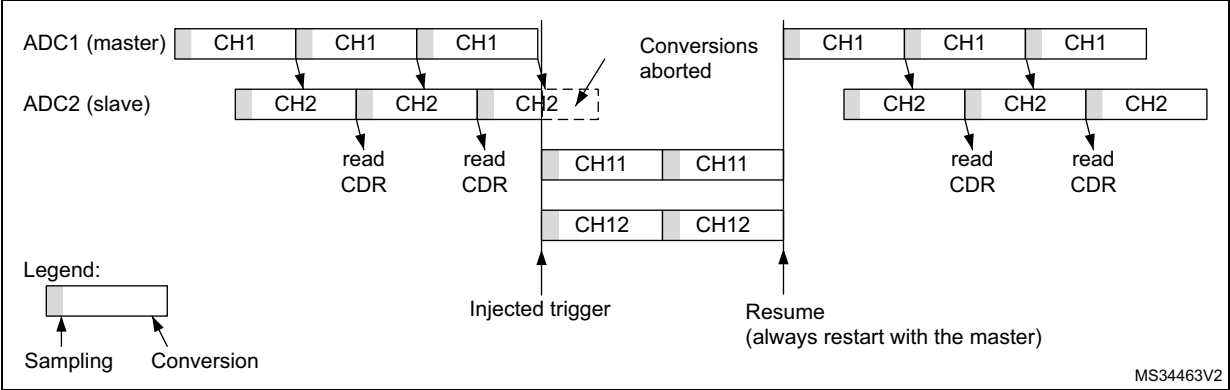 ADC1 (master) CH1 CH1 CH1 CH1 CH1 CH1
Conversions
aborted
ADC2 (slave) CH2 CH2 CH2 CH2 CH2 CH2
read read read read
CDR CDR CDR CDR
CH11 CH11
CH12 CH12
Legend:
Sampling Conversion
Injected trigger
Resume
(always restart with the master)
MS34463V2